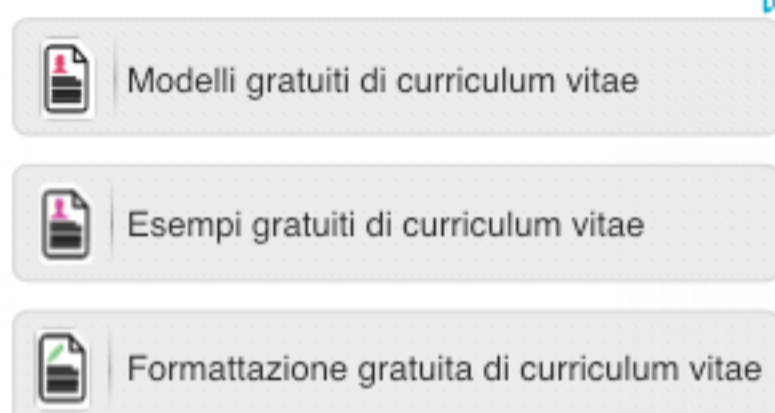 Modelli gratuiti di curriculum vitae
Esempi gratuiti di curriculum vitae
Formattazione gratuita di curriculum vitae